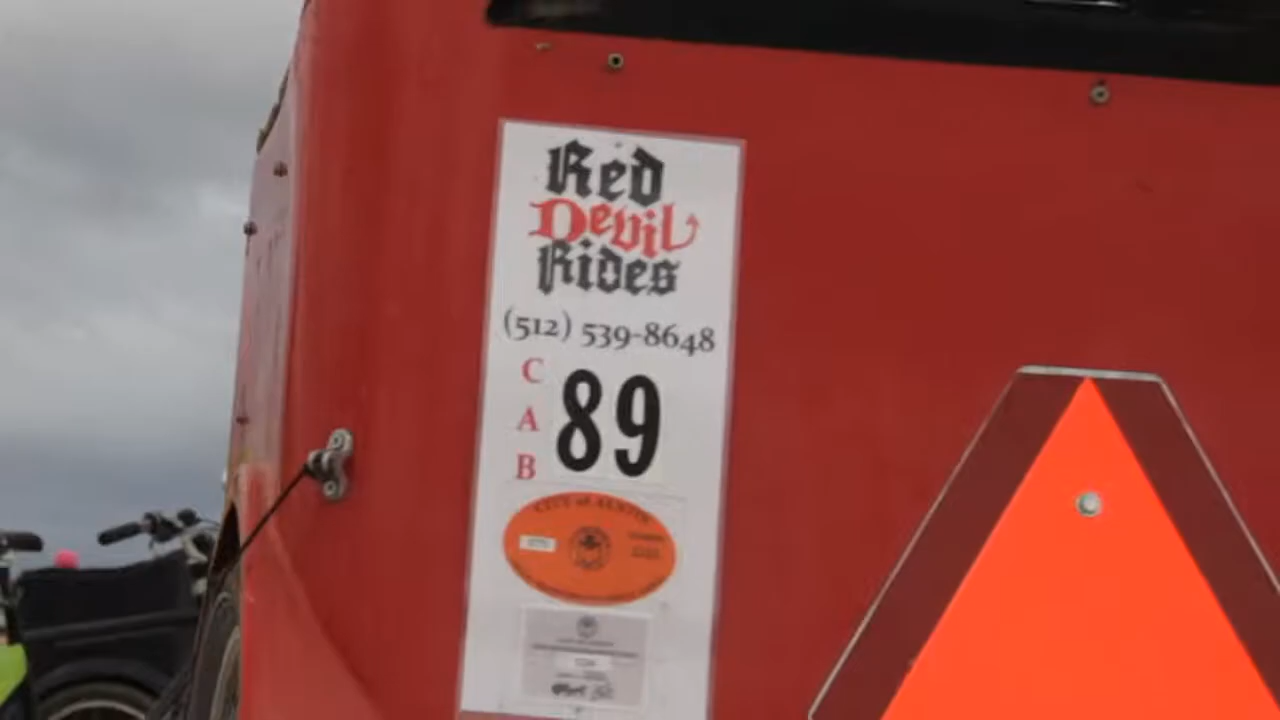 Red
Devil
Rides
(512) 539-8648
C
A
B
89
CITY of AUSTIN